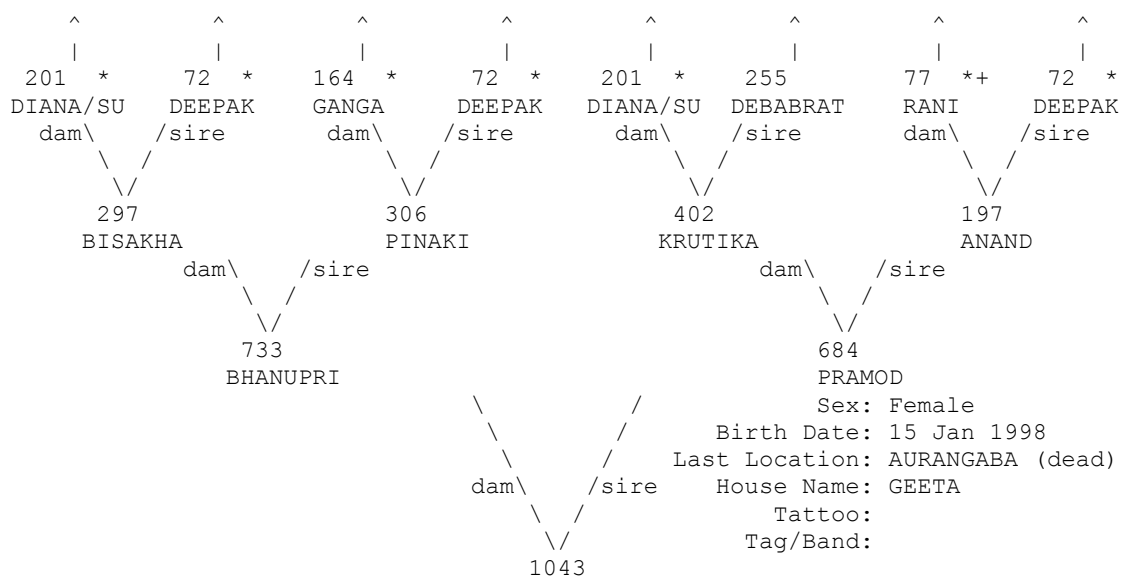 ^ ^ ^ ^ ^ ^ ^ ^
| | | | | | | |
201 * 72 * 164 * 72 * 201 * 255 77 *+ 72 *
DIANA/SU DEEPAK GANGA DEEPAK DIANA/SU DEBABRAT RANI DEEPAK
dam\ /sire dam\ /sire dam\ /sire dam\ /sire
\ / \ / \ / \ /
\/ \/ \/ \/
297 306 402 197
BISAKHA PINAKI KRUTIKA ANAND
dam\ /sire dam\ /sire
\ / \ /
\/ \/
733 684
BHANUPRI PRAMOD
\ / Sex: Female
\ / Birth Date: 15 Jan 1998
\ / Last Location: AURANGABA (dead)
dam\ /sire House Name: GEETA
\ / Tattoo:
\/ Tag/Band:
1043